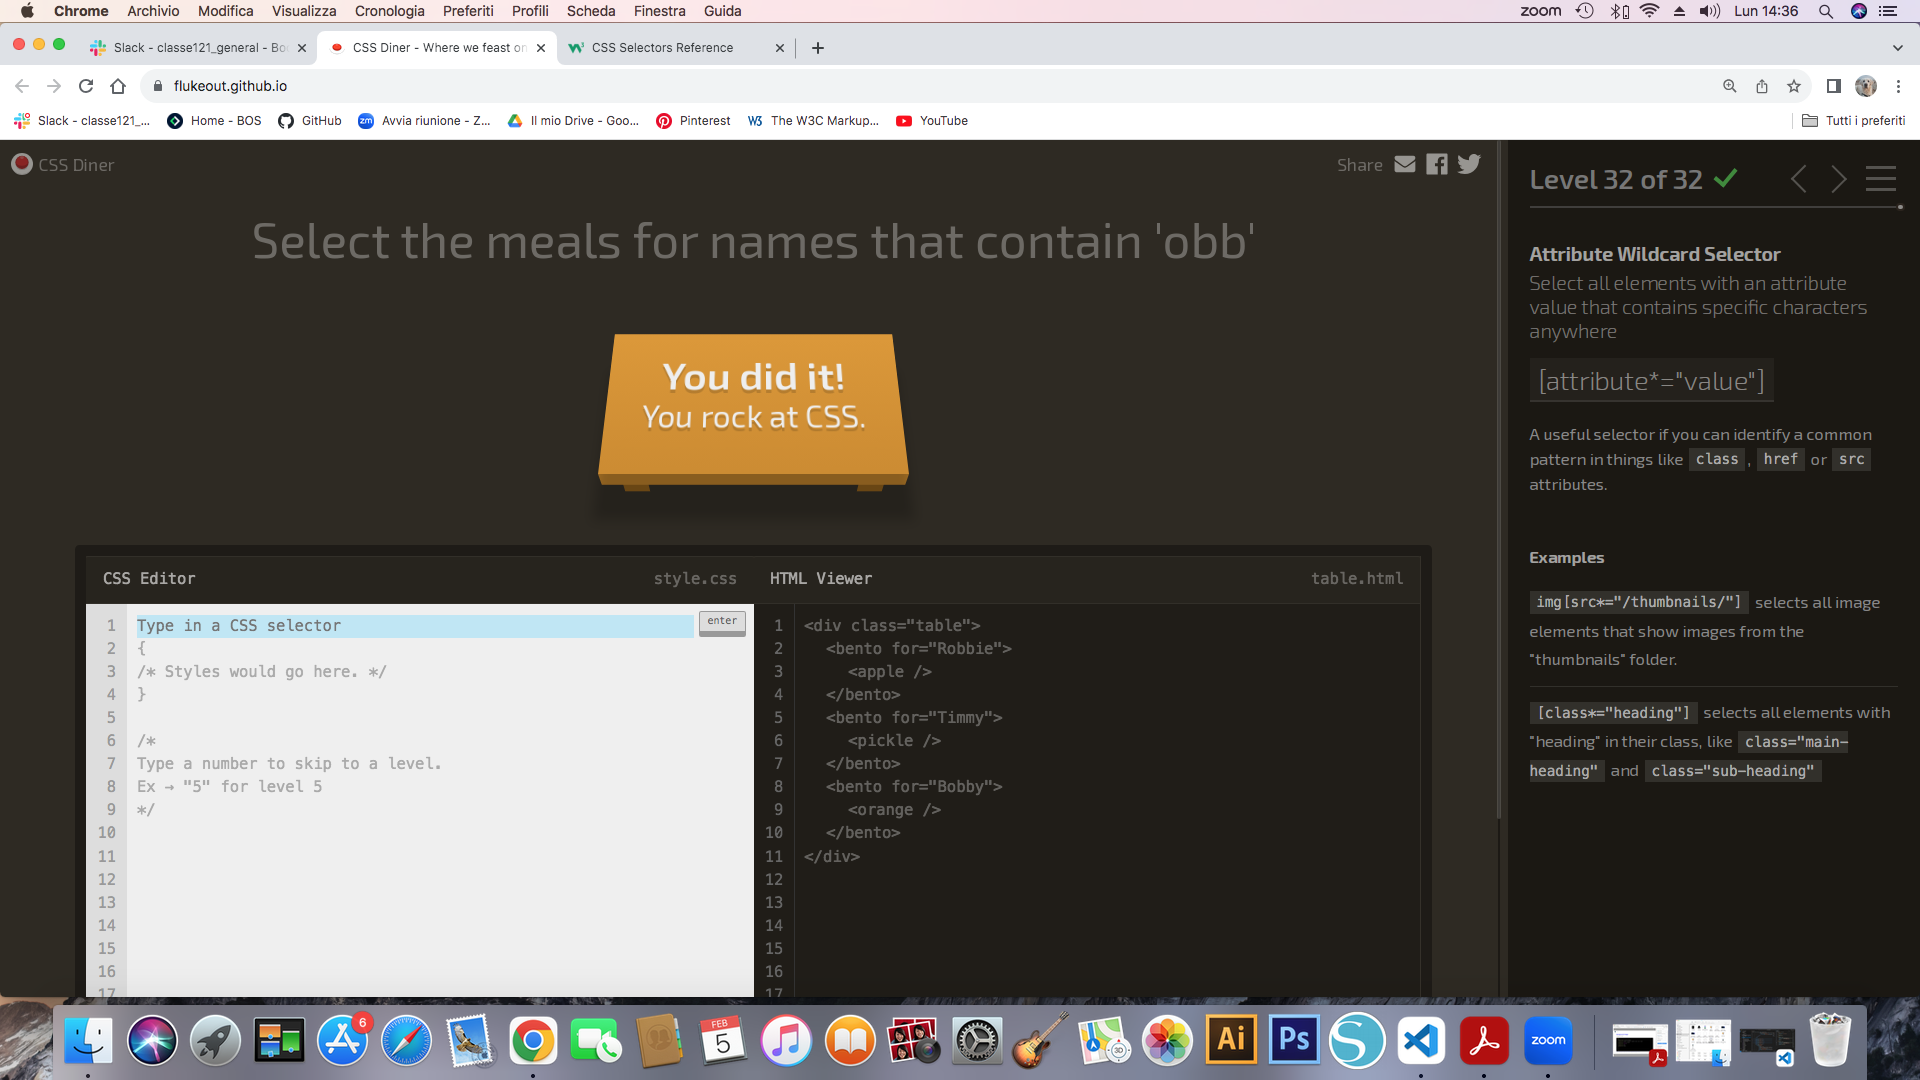 Chrome Archivio Modifica Visualizza Cronologia Preferiti Profili Scheda Finestra Guida zoom Lun 14:36
Slack - classe121_general - Bo CSS Diner - Where we feast on CSS Selectors Reference
flukeout.github.io
Slack - classe121_... Home - BOS GitHub Avvia riunione - Z... Il mio Drive - Goo... Pinterest The W3C Markup... YouTube Tutti i preferiti
CSS Diner
Share
Select the meals for names that contain 'obb'
You did it!
You rock at CSS.
CSS Editor style.css
enter
1 Type in a CSS selector
2 {
3 /* Styles would go here. */
4 }
5
6 /*
7 Type a number to skip to a level.
8 Ex → "5" for level 5
9 */
10
11
12
13
14
15
16
17
HTML Viewer table.html
1 <div class="table">
2 <bento for="Robbie">
3 <apple />
4 </bento>
5 <bento for="Timmy">
6 <pickle />
7 </bento>
8 <bento for="Bobby">
9 <orange />
10 </bento>
11 </div>
12
13
14
15
16
17
Level 32 of 32
Attribute Wildcard Selector
Select all elements with an attribute
value that contains specific characters
anywhere
[attribute*="value"]
A useful selector if you can identify a common
pattern in things like class , href or src
attributes.
Examples
img[src*="/thumbnails/"] selects all image
elements that show images from the
"thumbnails" folder.
[class*="heading"] selects all elements with
"heading" in their class, like class="main-
heading" and class="sub-heading"
6
FEB
5
3D
Ai
Ps
S
zoom